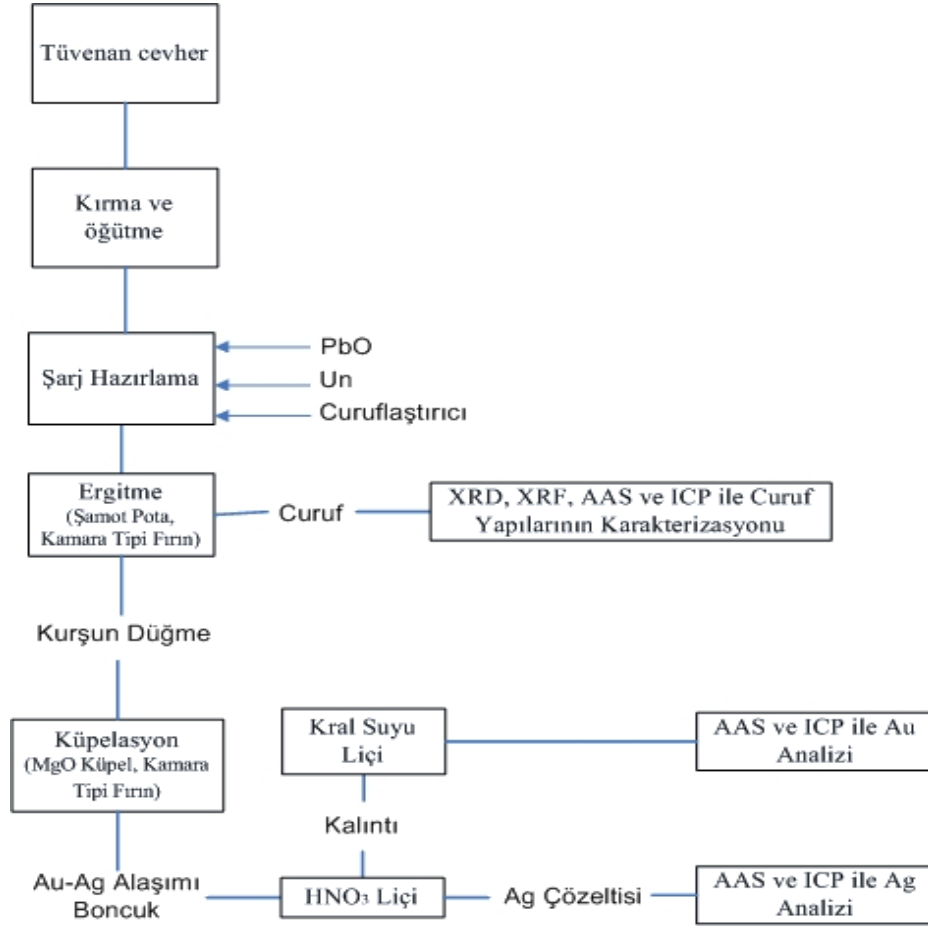 Tüvenan cevher
Kırma ve
öğütme
Şarj Hazırlama
PbO
Un
Curuflaştırıcı
Ergitme
(Şamot Pota,
Kamara Tipi Fırın)
Curuf
XRD, XRF, AAS ve ICP ile Curuf
Yapılarının Karakterizasyonu
Kurşun Düğme
Küpelasyon
(MgO Küpel, Kamara
Tipi Fırın)
Kral Suyu
Liçi
AAS ve ICP ile Au
Analizi
Kalıntı
Au-Ag Alaşımı
Boncuk
HNO₃ Liçi
Ag Çözeltisi
AAS ve ICP ile Ag
Analizi